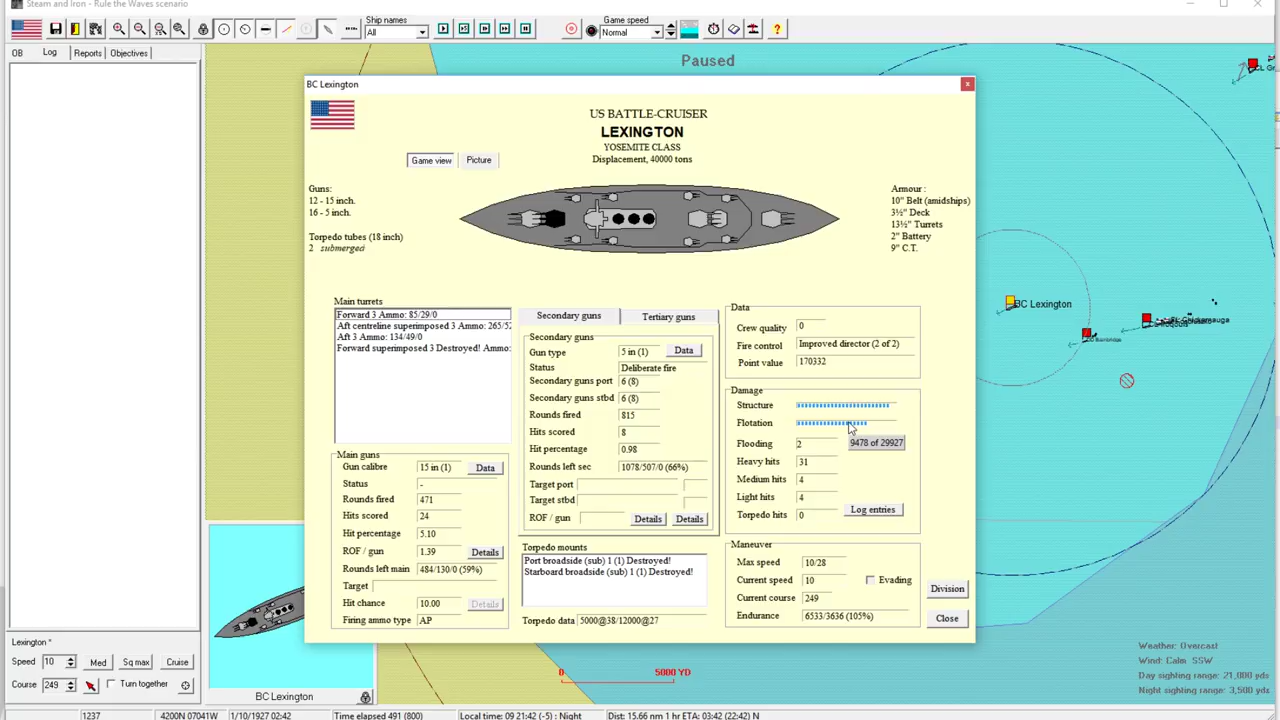 Steam and Iron - Rule the Waves scenario
Ship names
All
Game speed
Normal
OB
Log
Reports
Objectives
Paused
BC Lexington
US BATTLE-CRUISER
LEXINGTON
YOSEMITE CLASS
Displacement, 40000 tons
Game view
Picture
Guns:
12 - 15 inch.
16 - 5 inch.
Torpedo tubes (18 inch)
2 submerged
Armour :
10" Belt (amidships)
3½" Deck
13½" Turrets
2" Battery
9" C.T.
Main turrets
Forward 3 Ammo: 85/29/0
Aft centreline superimposed 3 Ammo: 265/52
Aft 3 Ammo: 134/49/0
Forward superimposed 3 Destroyed! Ammo:
Main guns
Gun calibre 15 in (1) Data
Status -
Rounds fired 471
Hits scored 24
Hit percentage 5.10
ROF / gun 1.39 Details
Rounds left main 484/130/0 (59%)
Target
Hit chance 10.00 Details
Firing ammo type AP
Secondary guns
Tertiary guns
Secondary guns
Gun type 5 in (1) Data
Status Deliberate fire
Secondary guns port 6 (8)
Secondary guns stbd 6 (8)
Rounds fired 815
Hits scored 8
Hit percentage 0.98
Rounds left sec 1078/507/0 (66%)
Target port
Target stbd
ROF / gun Details Details
Torpedo mounts
Port broadside (sub) 1 (1) Destroyed!
Starboard broadside (sub) 1 (1) Destroyed!
Torpedo data 5000@38/12000@27
Data
Crew quality 0
Fire control Improved director (2 of 2)
Point value 170332
Damage
Structure
Flotation
Flooding 2 9478 of 29927
Heavy hits 31
Medium hits 4
Light hits 4
Torpedo hits 0
Log entries
Maneuver
Max speed 10/28
Current speed 10
Evading
Current course 249
Endurance 6533/3636 (105%)
Division
Close
BC Lexington
Lexington *
Speed 10 Med Sq max Cruise
Course 249 Turn together
BC Lexington
0 5000 YD
Weather: Overcast
Wind: Calm SSW
Day sighting range: 21,000 yds
Night sighting range: 3,500 yds
1237
4200N 07041W
1/10/1927 02:42
Time elapsed 491 (800)
Local time: 09 21:42 (-5) : Night
Dist: 15.66 nm 1 hr ETA: 03:42 (22:42) N